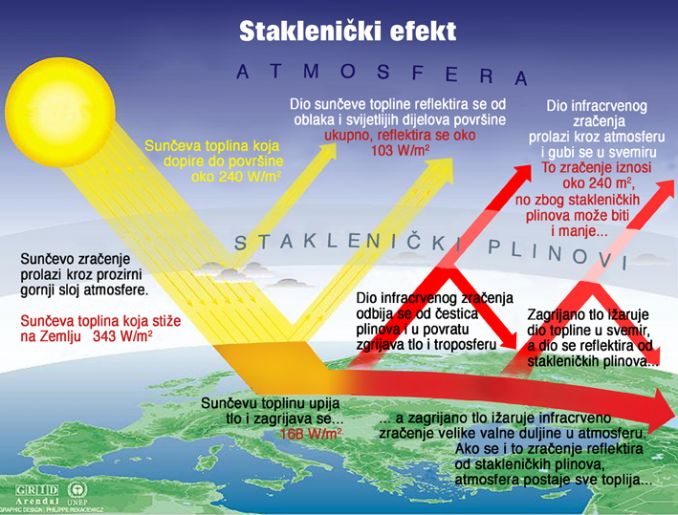 Staklenički efekt
ATMOSFERA
Dio sunčeve topline reflektira se od
oblaka i svijetlijih dijelova površine
ukupno, reflektira se oko
103 W/m²
Dio infracrvenog
zračenja
prolazi kroz atmosferu
i gubi se u svemiru
To zračenje iznosi
oko 240 m²,
no zbog stakleničkih
plinova može biti
i manje...
Sunčeva toplina koja
dopire do površine
oko 240 W/m²
STAKLENIČKI PLINOVI
Sunčevo zračenje
prolazi kroz prozirni
gornji sloj atmosfere.
Sunčeva toplina koja stiže
na Zemlju 343 W/m²
Dio infracrvenog zračenja
odbija se od čestica
plinova i u povratu
zgrijava tlo i troposferu
Zagrijano tlo ižaruje
dio topline u svemir,
a dio se reflektira od
stakleničkih plinova...
Sunčevu toplinu upija
tlo i zagrijava se...
168 W/m²
... a zagrijano tlo ižaruje infracrveno
zračenje velike valne duljine u atmosferu
Ako se i to zračenje reflektira
od stakleničkih plinova,
atmosfera postaje sve toplija...
GRID
Arendal
UNEP
GRAPHIC DESIGN : PHILIPPE REKACEWICZ